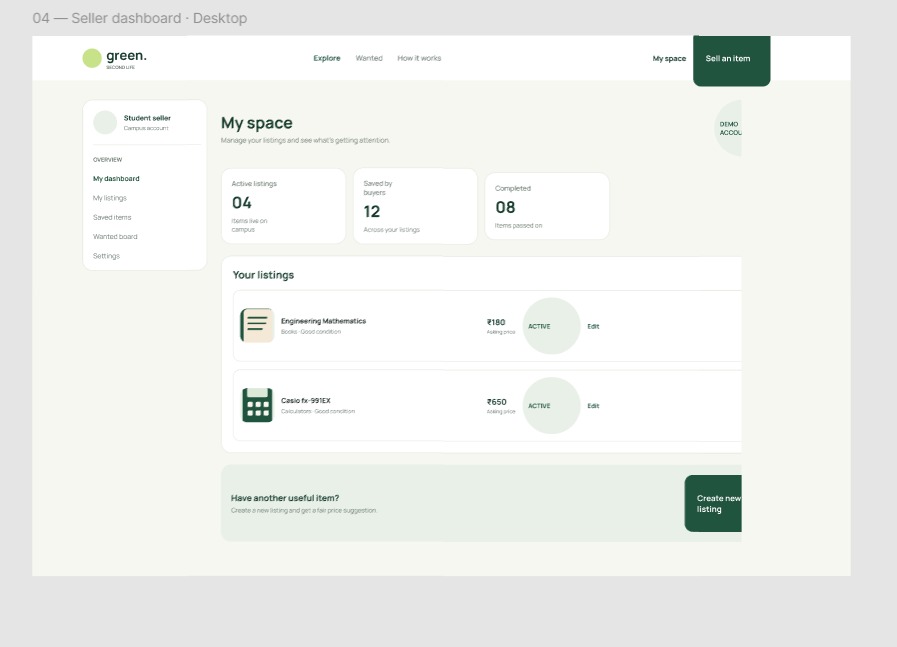 04 — Seller dashboard · Desktop
green.
SECOND LIFE
Explore
Wanted
How it works
My space
Sell an item
Student seller
Campus account
OVERVIEW
My dashboard
My listings
Saved items
Wanted board
Settings
My space
Manage your listings and see what's getting attention.
DEMO
ACCOU
Active listings
04
Items live on
campus
Saved by
buyers
12
Across your listings
Completed
08
Items passed on
Your listings
Engineering Mathematics
Books · Good condition
₹180
Asking price
ACTIVE
Edit
Casio fx-991EX
Calculators · Good condition
₹650
Asking price
ACTIVE
Edit
Have another useful item?
Create a new listing and get a fair price suggestion.
Create new
listing